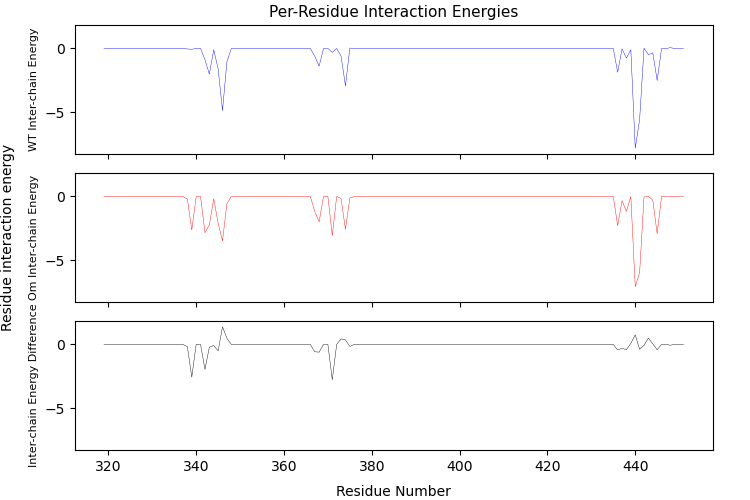 Per-Residue Interaction Energies
Residue interaction energy
WT Inter-chain Energy
0
−5
Om Inter-chain Energy
0
−5
Inter-chain Energy Difference
0
−5
320 340 360 380 400 420 440
Residue Number